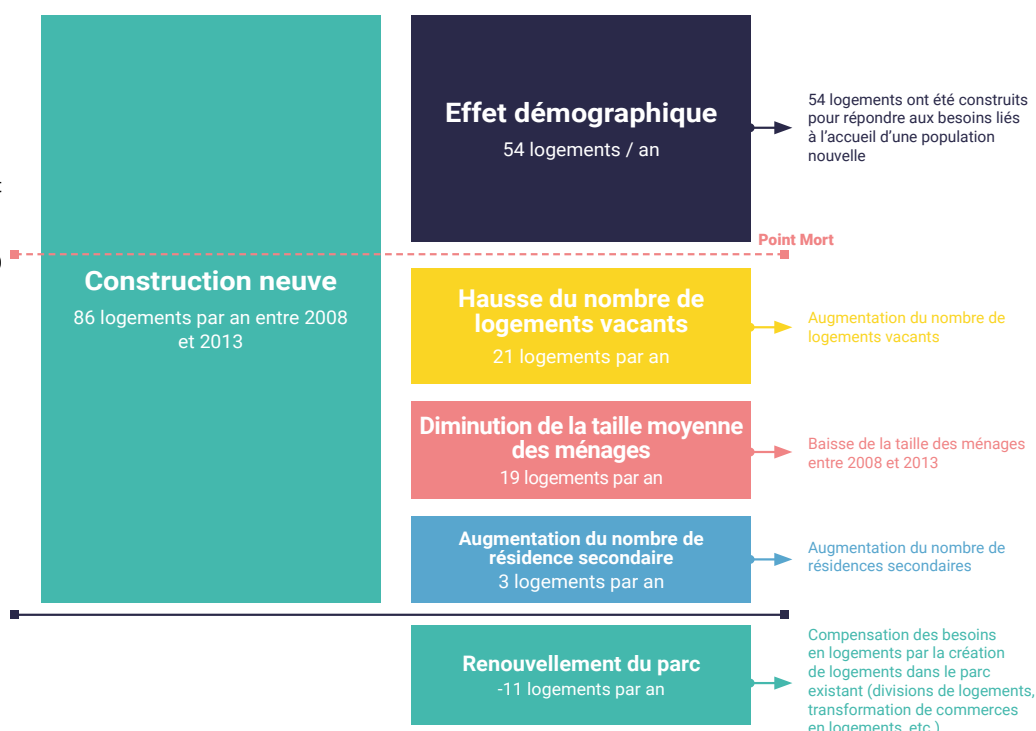 Construction neuve
86 logements par an entre 2008
et 2013
Effet démographique
54 logements / an
54 logements ont été construits
pour répondre aux besoins liés
à l’accueil d’une population
nouvelle
Point Mort
Hausse du nombre de
logements vacants
21 logements par an
Augmentation du nombre de
logements vacants
Diminution de la taille moyenne
des ménages
19 logements par an
Baisse de la taille des ménages
entre 2008 et 2013
Augmentation du nombre de
résidence secondaire
3 logements par an
Augmentation du nombre de
résidences secondaires
Renouvellement du parc
-11 logements par an
Compensation des besoins
en logements par la création
de logements dans le parc
existant (divisions de logements,
transformation de commerces
en logements, etc.)